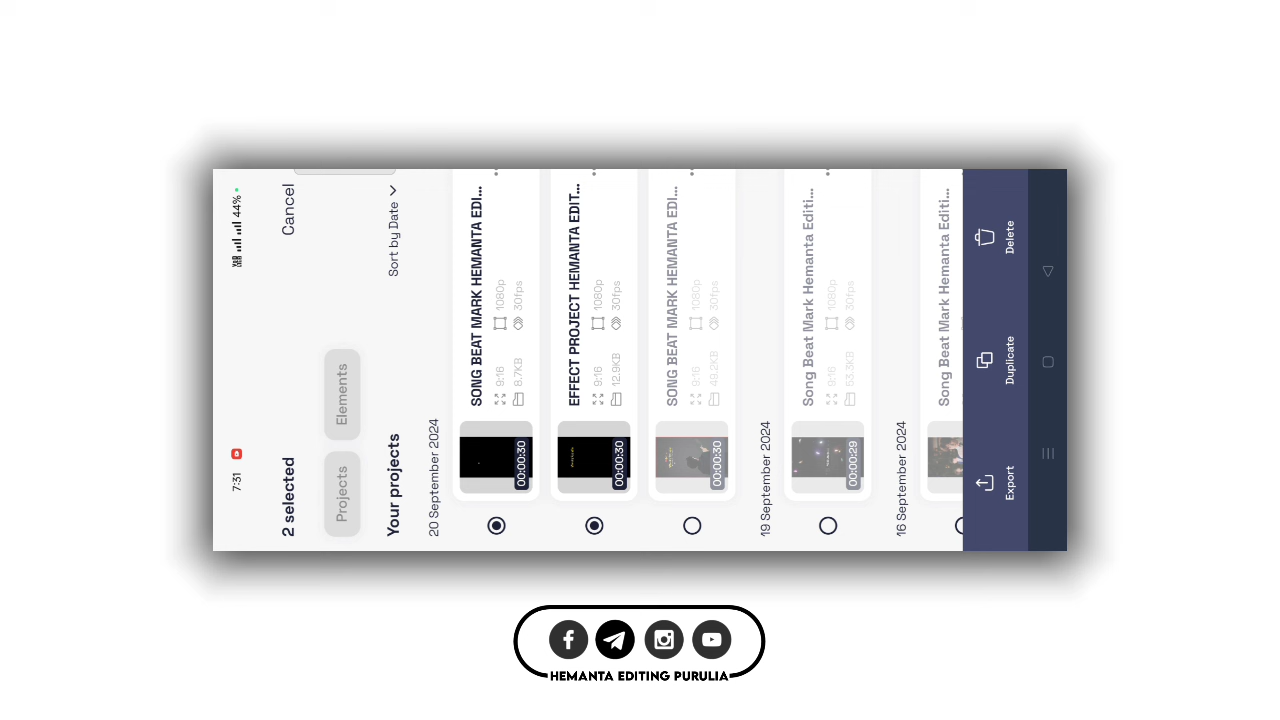 7:31
44%
2 selected
Cancel
Projects
Elements
Your projects
Sort by Date
20 September 2024
SONG BEAT MARK HEMANTA EDI...
9:16
1080p
8.7KB
30fps
00:00:30
EFFECT PROJECT HEMANTA EDIT...
9:16
1080p
12.9KB
30fps
00:00:30
SONG BEAT MARK HEMANTA EDI...
9:16
1080p
49.2KB
30fps
00:00:30
19 September 2024
Song Beat Mark Hemanta Editi...
9:16
1080p
53.3KB
30fps
00:00:29
16 September 2024
Song Beat Mark Hemanta Editi...
Export
Duplicate
Delete
HEMANTA EDITING PURULIA